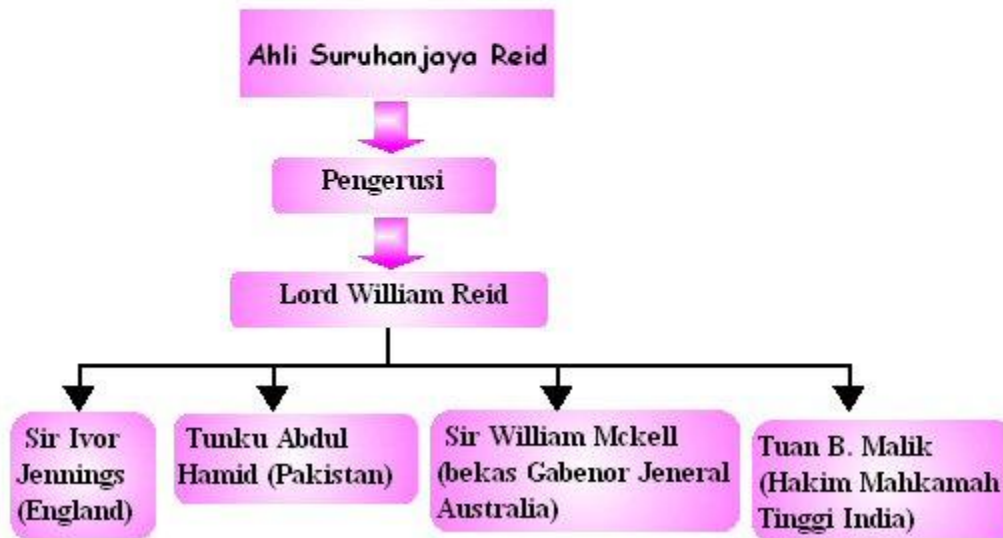 Ahli Suruhanjaya Reid
Pengerusi
Lord William Reid
Sir Ivor
Jennings
(England)
Tunku Abdul
Hamid (Pakistan)
Sir William Mckell
(bekas Gabenor Jeneral
Australia)
Tuan B. Malik
(Hakim Mahkamah
Tinggi India)